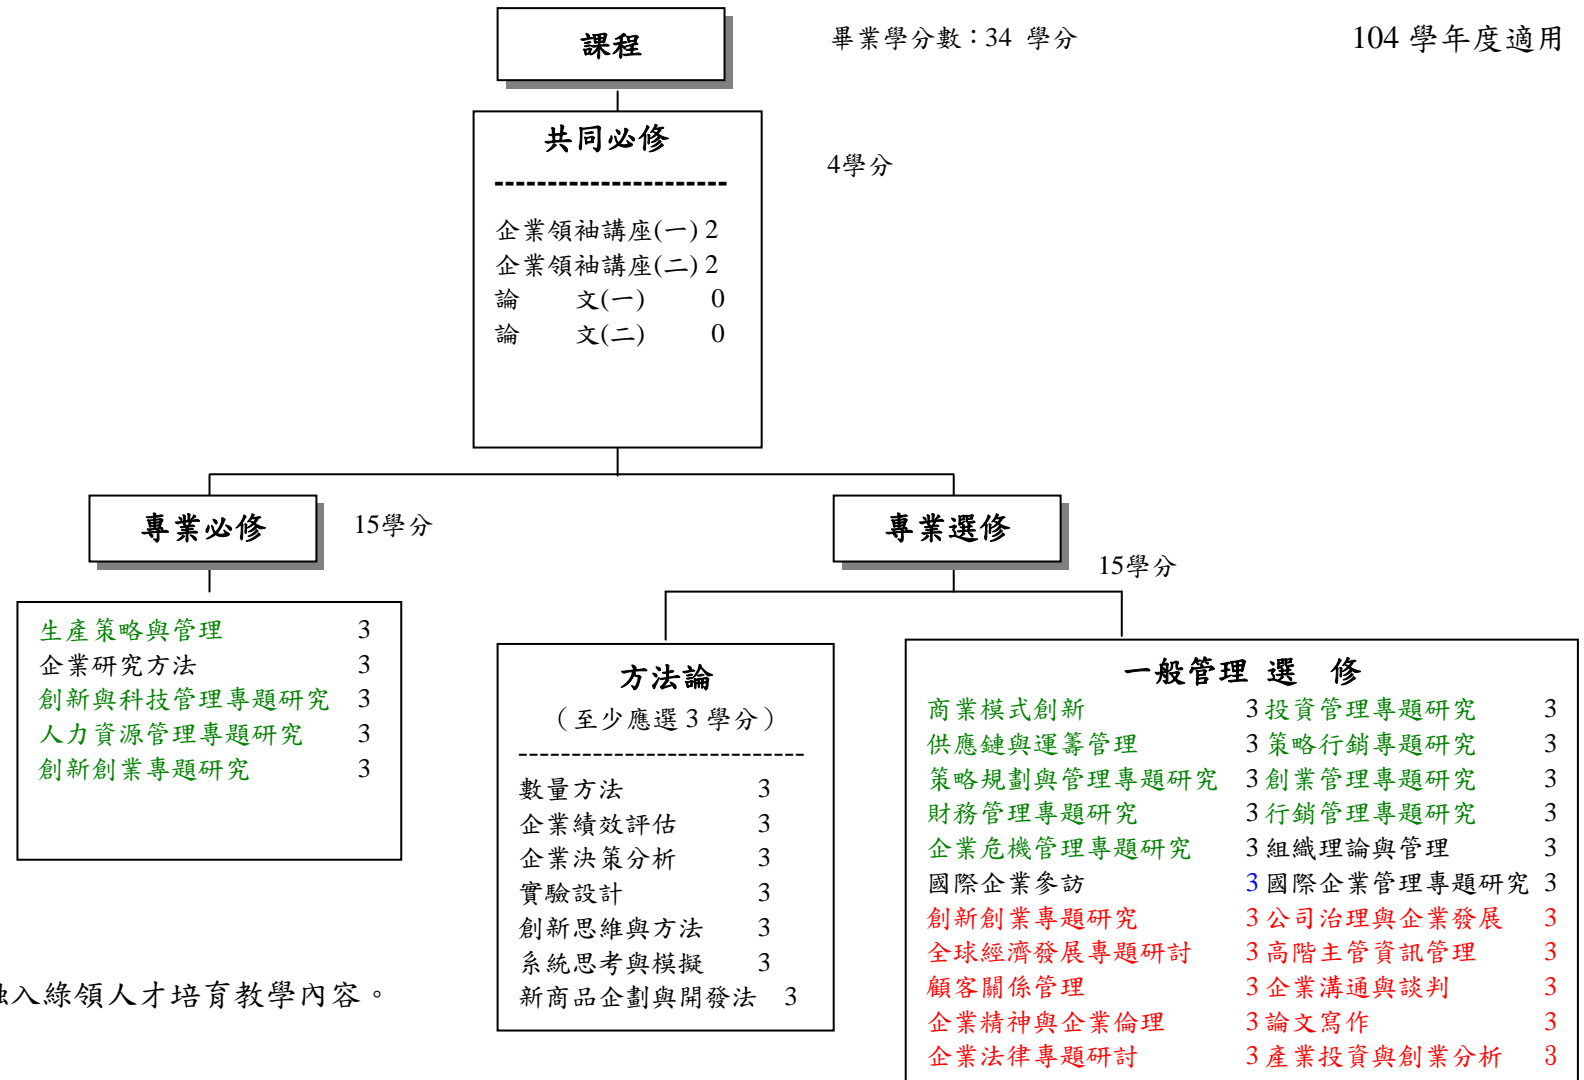 課程
畢業學分數：34 學分
104 學年度適用
共同必修
4學分
-----------------------
企業領袖講座(一) 2
企業領袖講座(二) 2
論 文(一) 0
論 文(二) 0
專業必修
15學分
生產策略與管理 3
企業研究方法 3
創新與科技管理專題研究 3
人力資源管理專題研究 3
創新創業專題研究 3
專業選修
15學分
方法論
（至少應選 3 學分）
---------------------------
數量方法 3
企業績效評估 3
企業決策分析 3
實驗設計 3
創新思維與方法 3
系統思考與模擬 3
新商品企劃與開發法 3
一般管理 選 修
商業模式創新 3 投資管理專題研究 3
供應鏈與運籌管理 3 策略行銷專題研究 3
策略規劃與管理專題研究 3 創業管理專題研究 3
財務管理專題研究 3 行銷管理專題研究 3
企業危機管理專題研究 3 組織理論與管理 3
國際企業參訪 3 國際企業管理專題研究 3
創新創業專題研究 3 公司治理與企業發展 3
全球經濟發展專題研討 3 高階主管資訊管理 3
顧客關係管理 3 企業溝通與談判 3
企業精神與企業倫理 3 論文寫作 3
企業法律專題研討 3 產業投資與創業分析 3
入綠領人才培育教學內容。